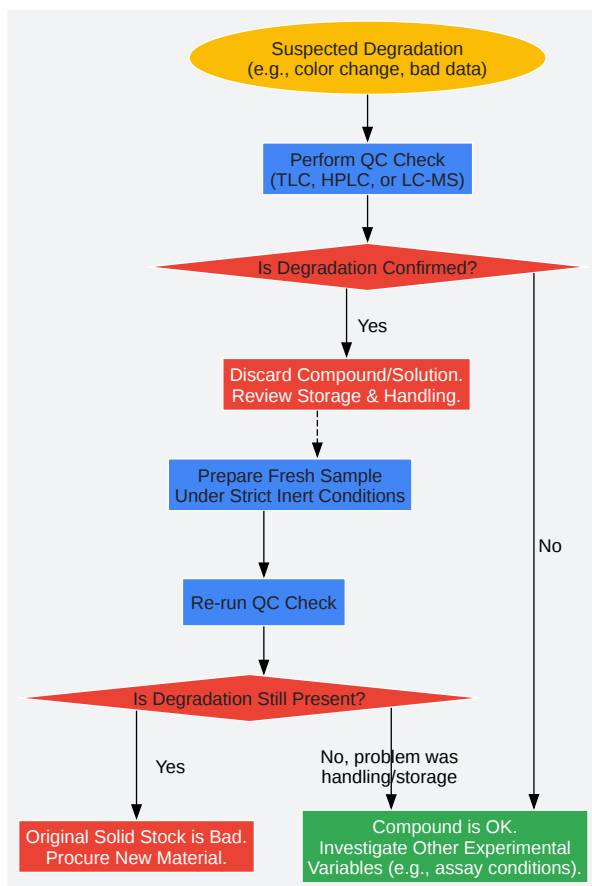 Suspected Degradation
(e.g., color change, bad data)
Perform QC Check
(TLC, HPLC, or LC-MS)
Is Degradation Confirmed?
Yes
Discard Compound/Solution.
Review Storage & Handling.
Prepare Fresh Sample
Under Strict Inert Conditions
No
Re-run QC Check
Is Degradation Still Present?
Yes
No, problem was
handling/storage
Original Solid Stock is Bad.
Procure New Material.
Compound is OK.
Investigate Other Experimental
Variables (e.g., assay conditions).